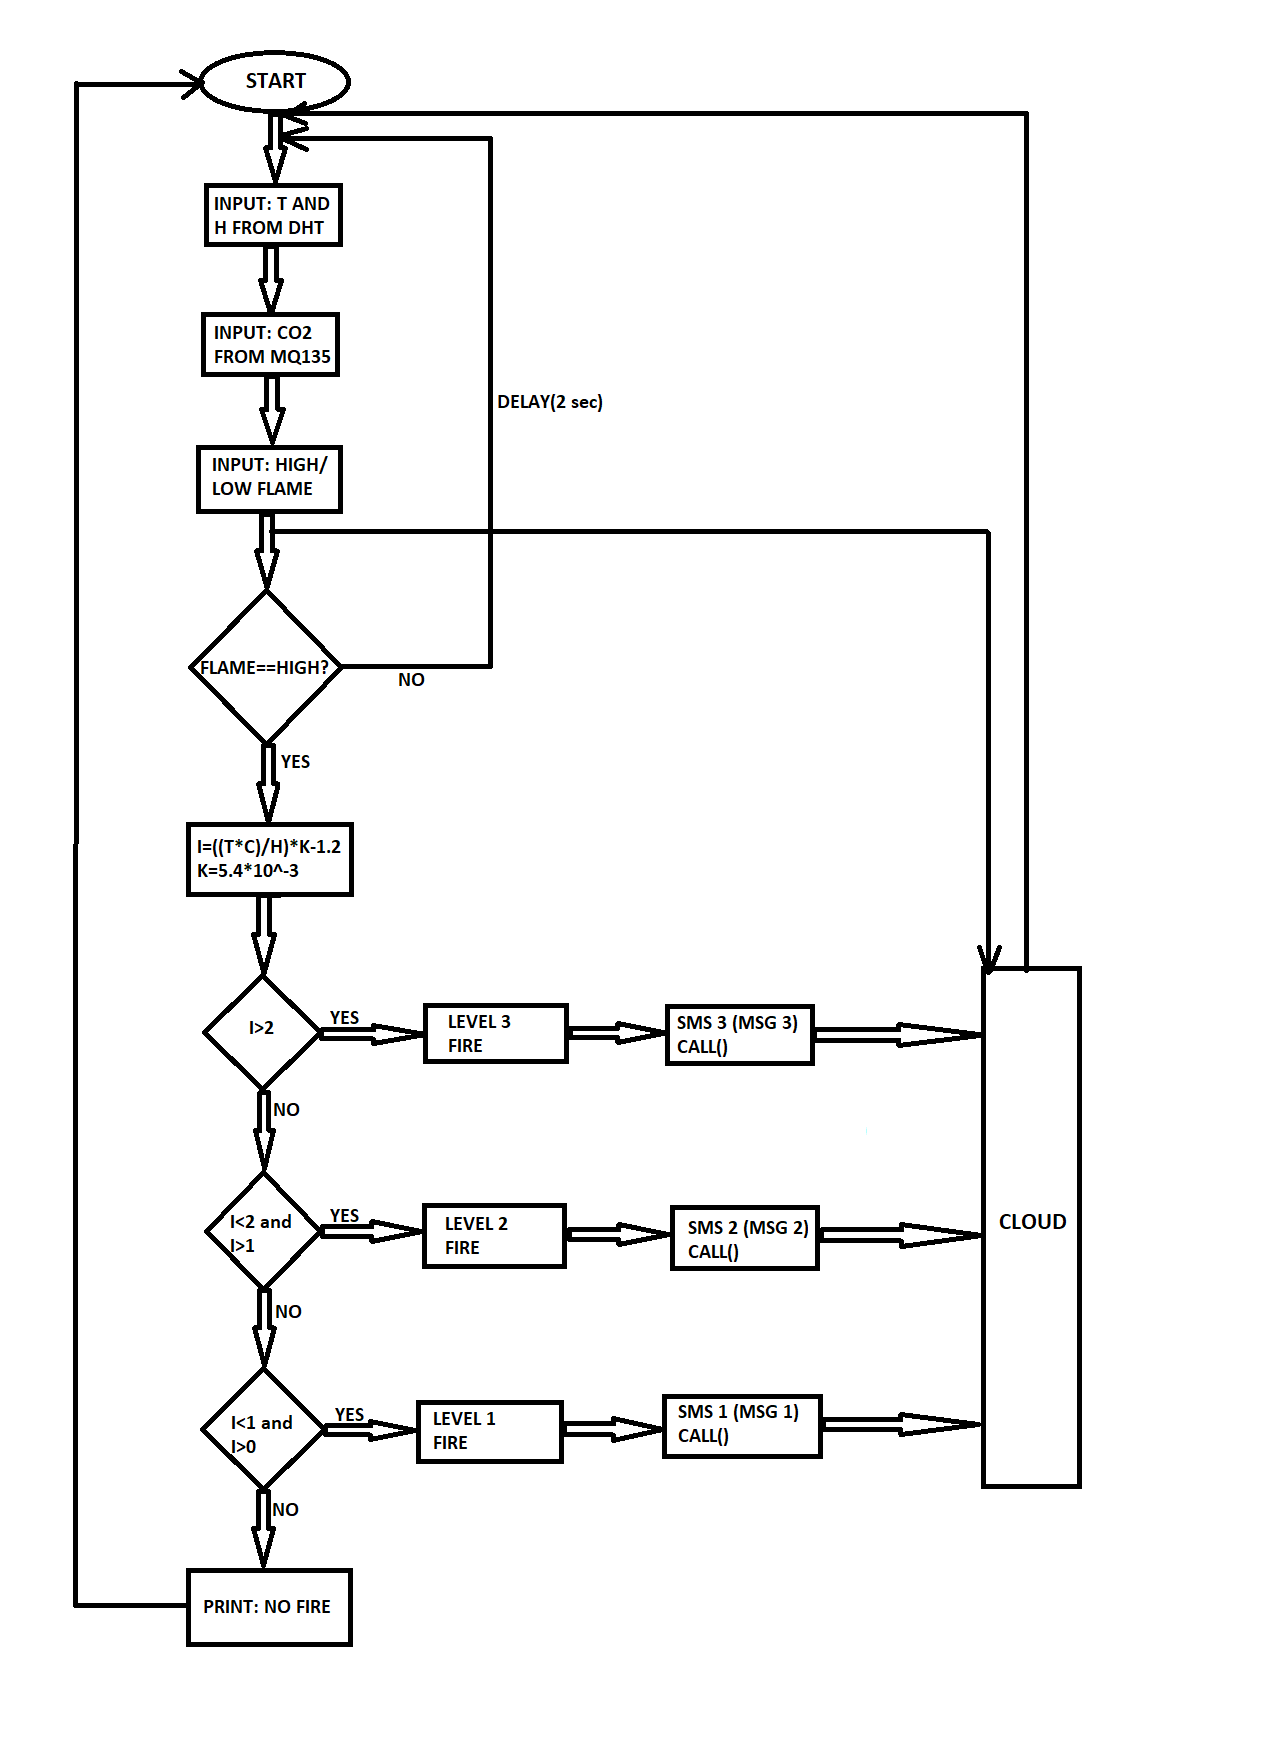 START
INPUT: T AND
H FROM DHT
INPUT: CO2
FROM MQ135
DELAY(2 sec)
INPUT: HIGH/
LOW FLAME
FLAME==HIGH?
NO
YES
I=((T*C)/H)*K-1.2
K=5.4*10^-3
I>2
YES
LEVEL 3
FIRE
SMS 3 (MSG 3)
CALL()
NO
I<2 and
I>1
YES
LEVEL 2
FIRE
SMS 2 (MSG 2)
CALL()
CLOUD
NO
I<1 and
I>0
YES
LEVEL 1
FIRE
SMS 1 (MSG 1)
CALL()
NO
PRINT: NO FIRE